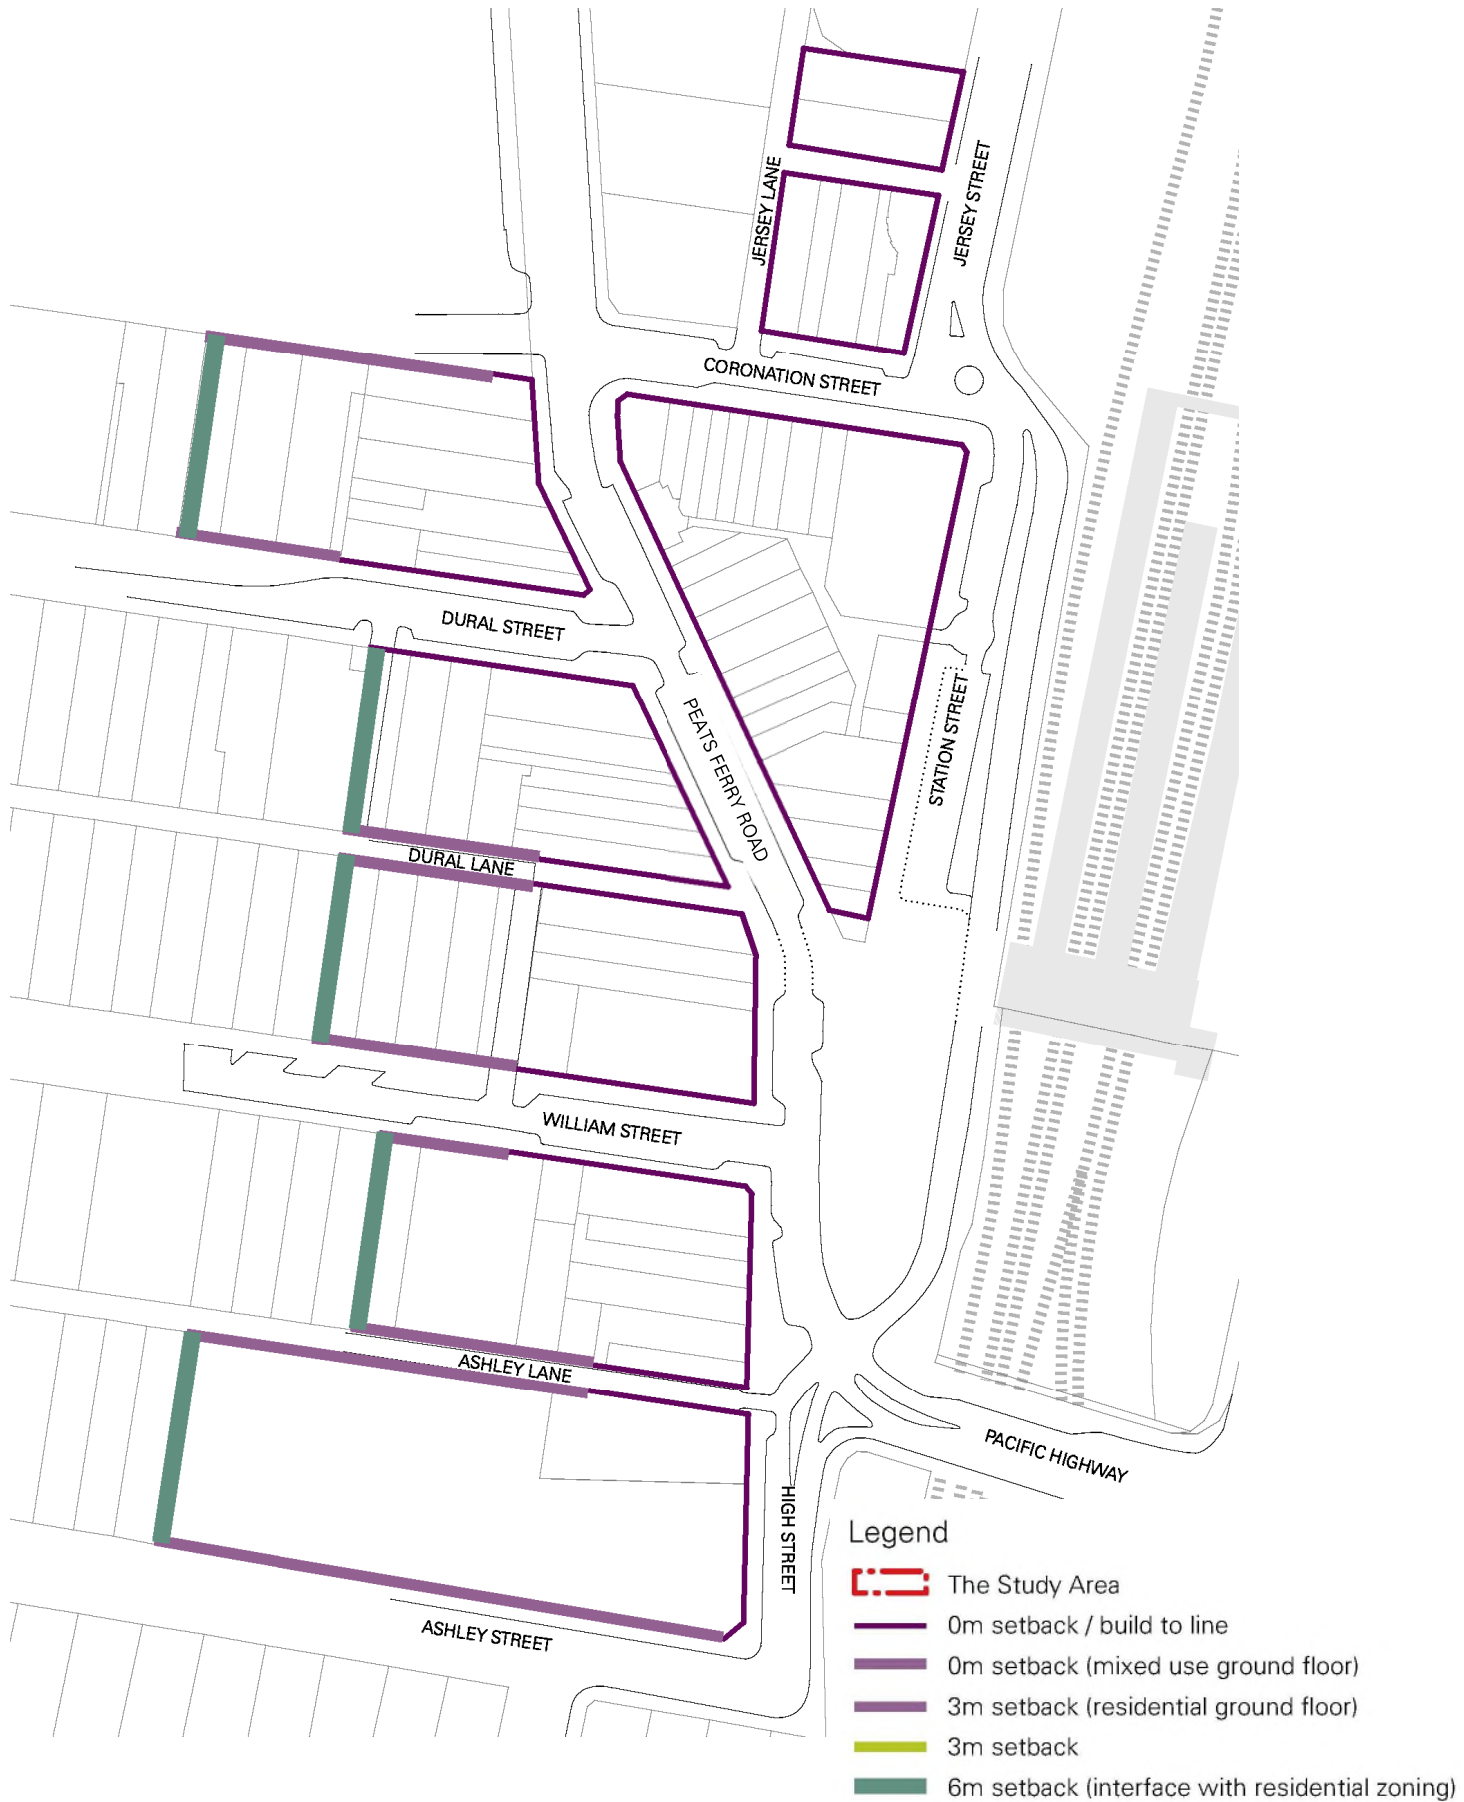 JERSEY LANE
JERSEY STREET
CORONATION STREET
DURAL STREET
PEATS FERRY ROAD
STATION STREET
DURAL LANE
WILLIAM STREET
ASHLEY LANE
PACIFIC HIGHWAY
HIGH STREET
ASHLEY STREET
Legend
The Study Area
0m setback / build to line
0m setback (mixed use ground floor)
3m setback (residential ground floor)
3m setback
6m setback (interface with residential zoning)